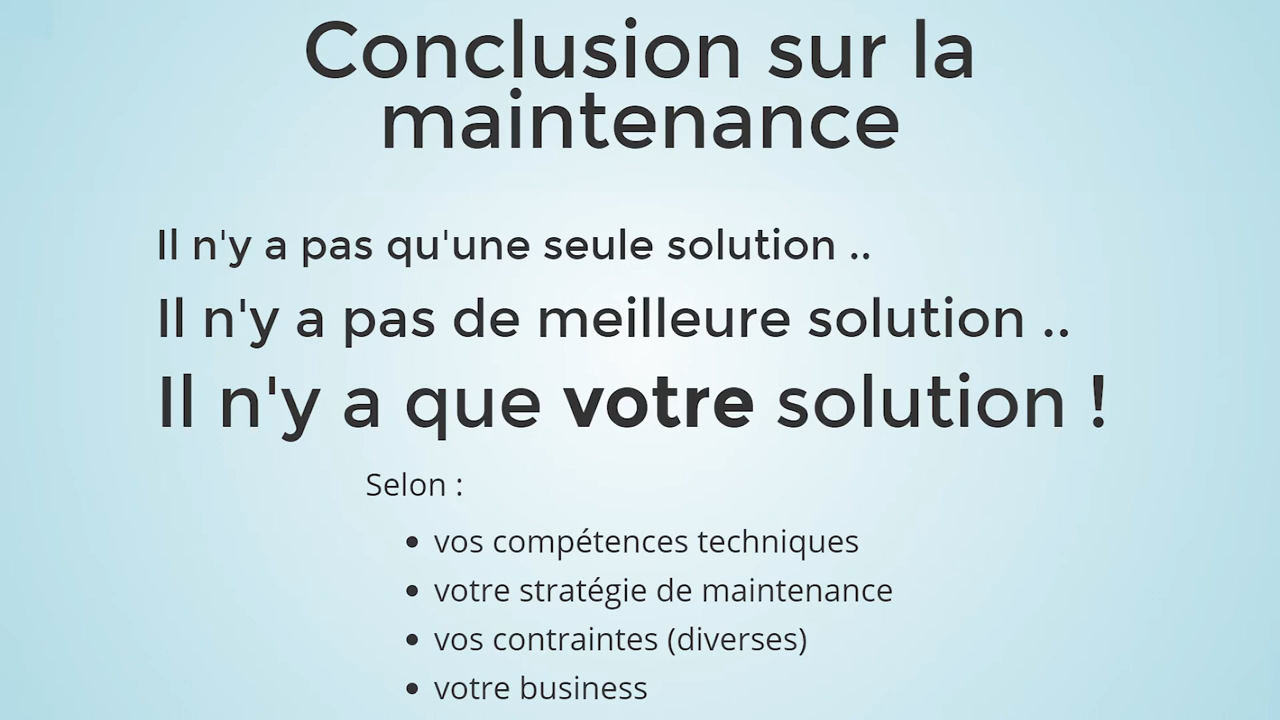 Conclusion sur la
maintenance
Il n'y a pas qu'une seule solution ..
Il n'y a pas de meilleure solution ..
Il n'y a que votre solution !
Selon :
• vos compétences techniques
• votre stratégie de maintenance
• vos contraintes (diverses)
• votre business